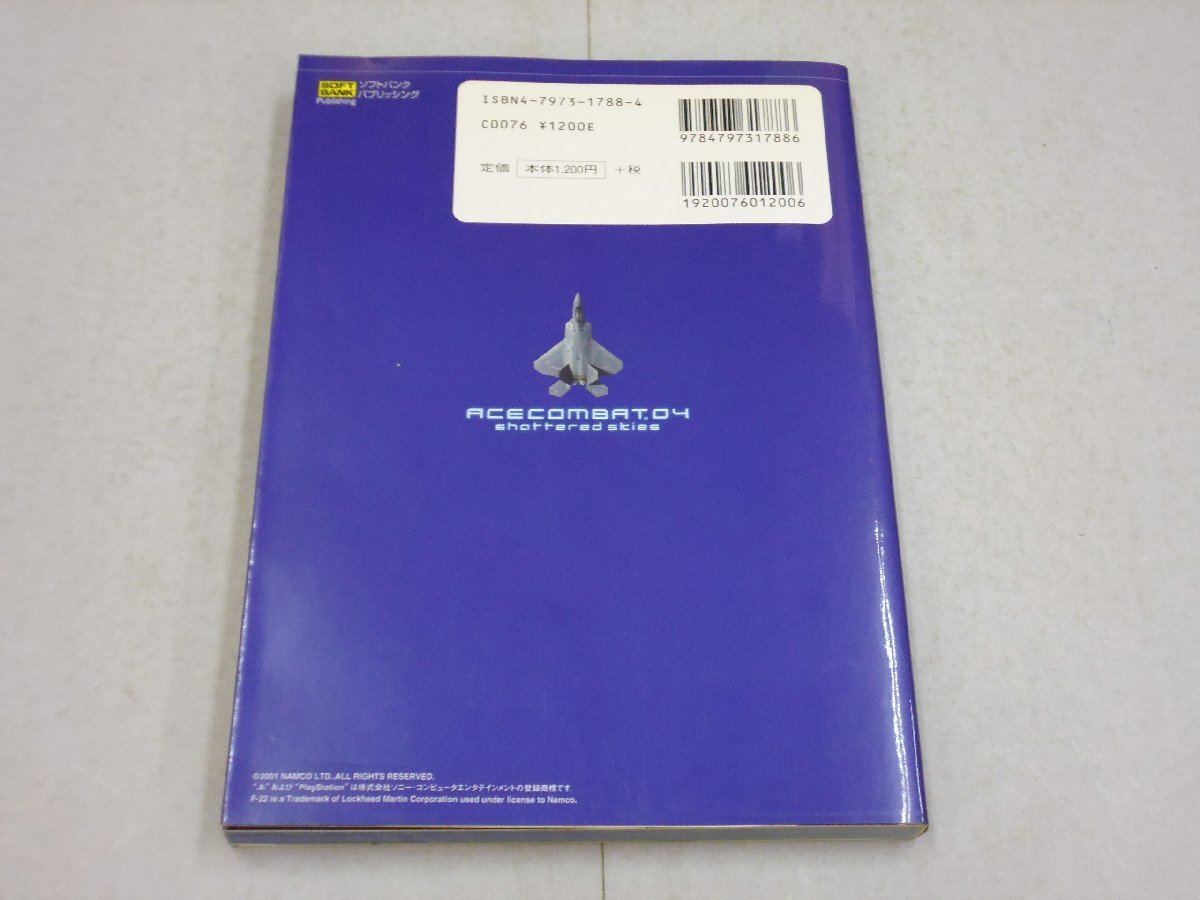 SOFT
BANK
Publishing
ソフトバンク
パブリッシング
ISBN4-7973-1788-4
C0076 ¥1200E
定価 本体1,200円 +税
9784797317886
1920076012006
ACECOMBAT.04
shattered skies
©2001 NAMCO LTD.,ALL RIGHTS RESERVED.
および "PlayStation" は株式会社ソニー・コンピュータエンタテインメントの登録商標です.
F-22 is a Trademark of Lockheed Martin Corporation used under license to Namco.